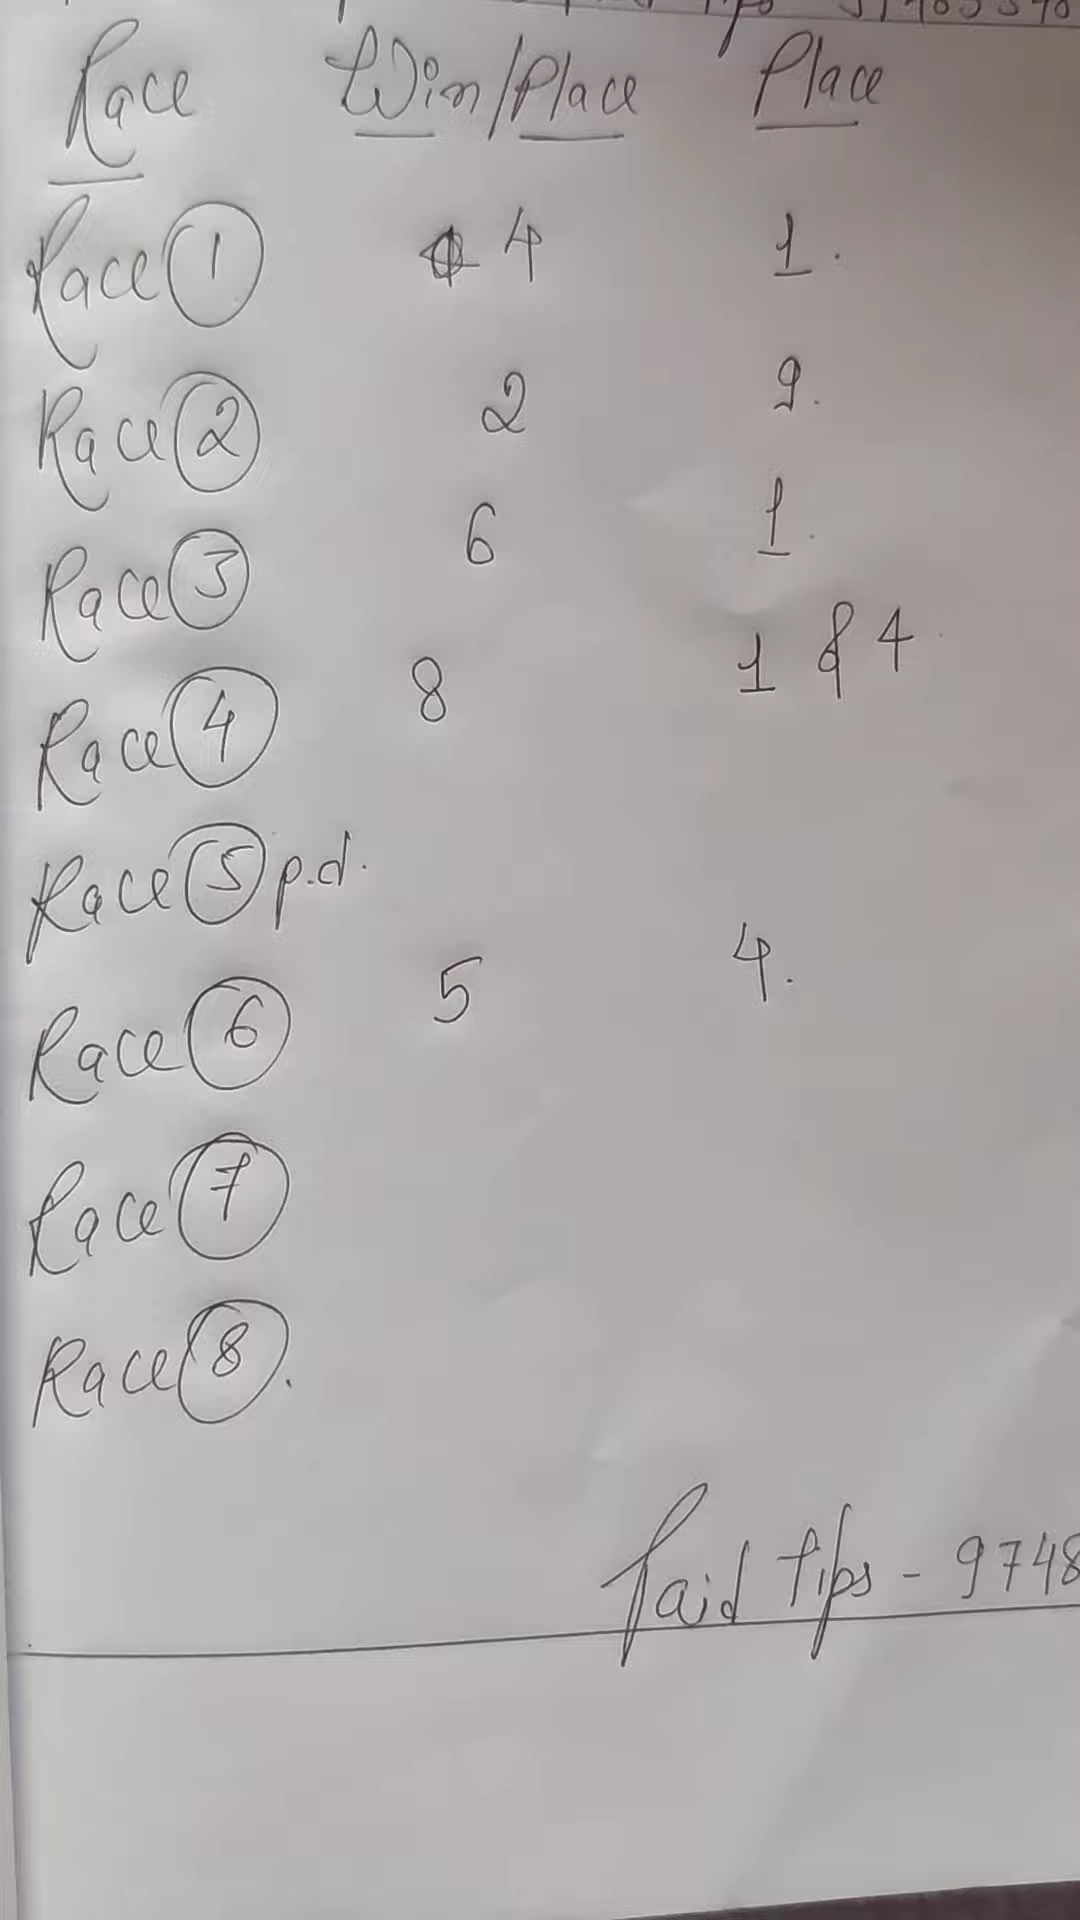 Race Win/Place Place
Race 1 4 1.
Race 2 2 9.
Race 3 6 1.
Race 4 8 1 & 4
Race 5 p.d.
Race 6 5 4.
Race 7
Race 8.
Paid tips - 9748